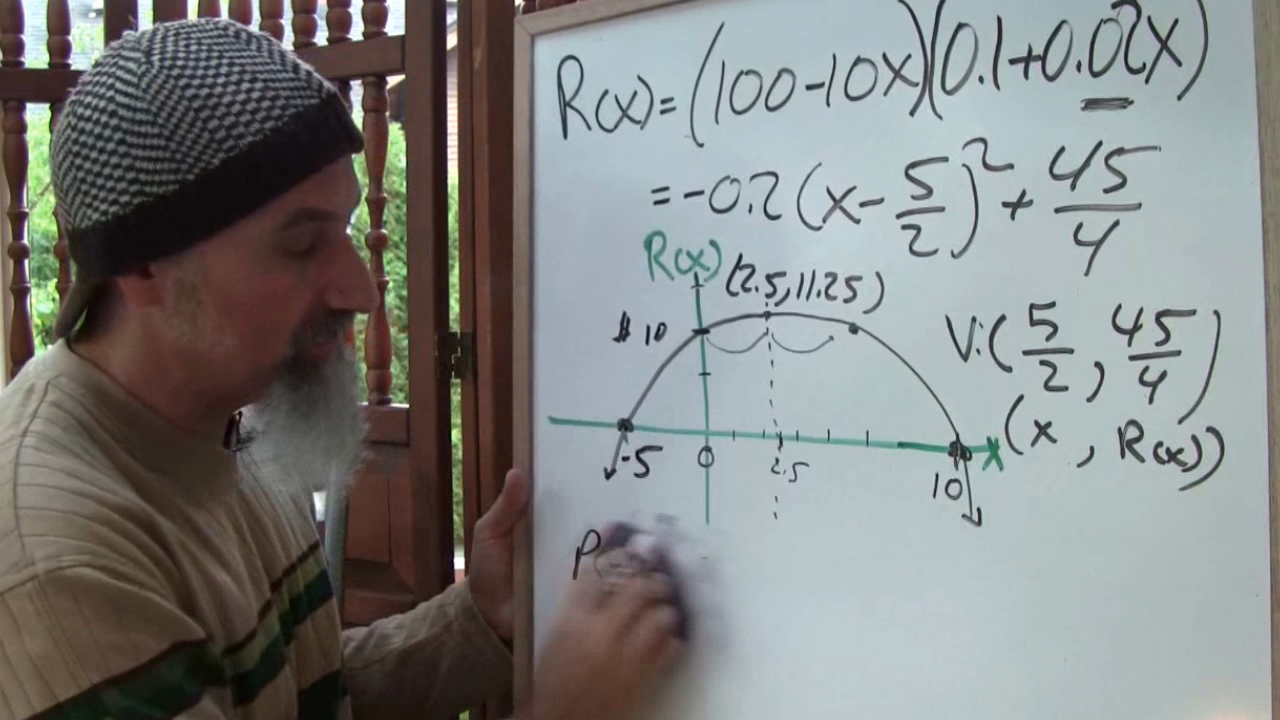 R(x)=(100-10x)(0.1+0.02x)
=-0.2(x-5/2)²+45/4
R(x)
(2.5,11.25)
$10
V:(5/2, 45/4)
(x, R(x))
-5
0
2.5
10
x
P(